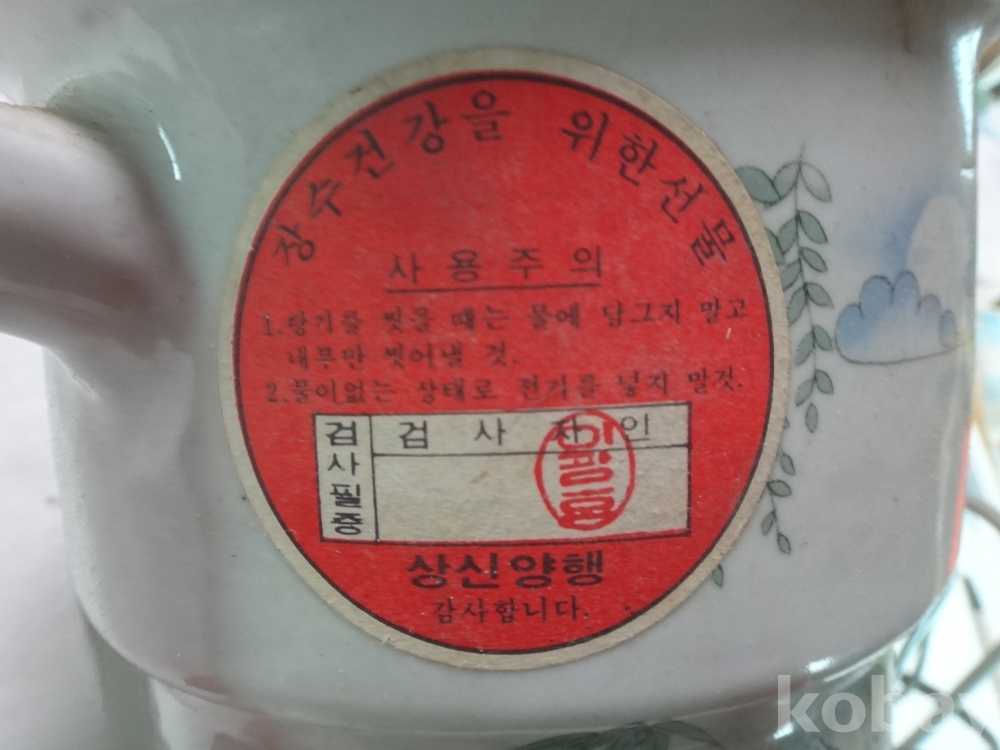 장수건강을 위한선물
사용주의
1.탕기를 씻을 때는 물에 담그지 말고
내부만 씻어낼 것.
2.물이없는 상태로 전기를 넣지 말것.
검사필증
검사자인
상신양행
감사합니다.
kobay